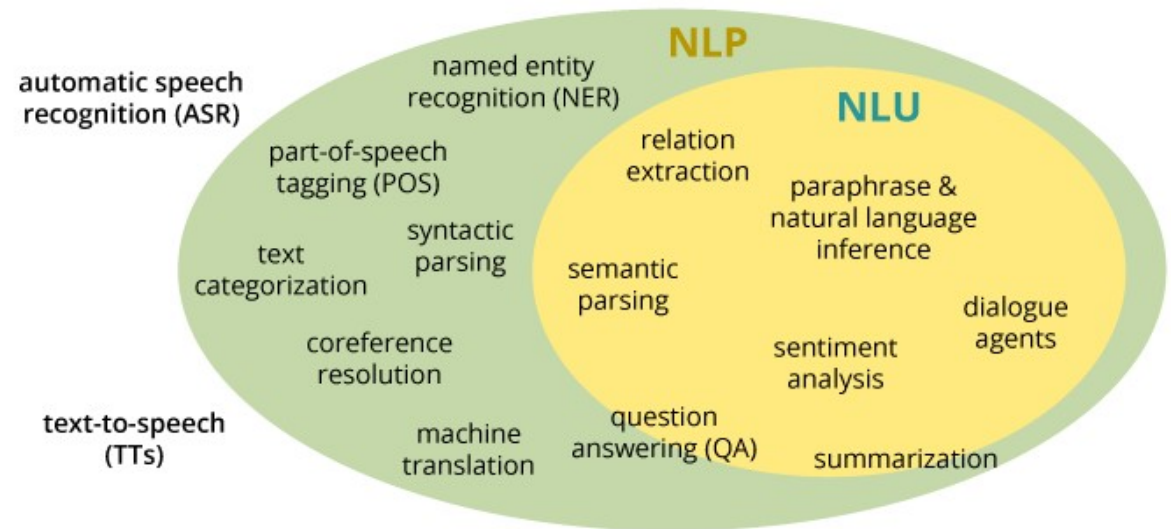 NLP
named entity
recognition (NER)
automatic speech
recognition (ASR)
NLU
relation
extraction
part-of-speech
tagging (POS)
paraphrase &
natural language
inference
syntactic
parsing
text
categorization
semantic
parsing
dialogue
agents
coreference
resolution
sentiment
analysis
text-to-speech
(TTs)
machine
translation
question
answering (QA)
summarization